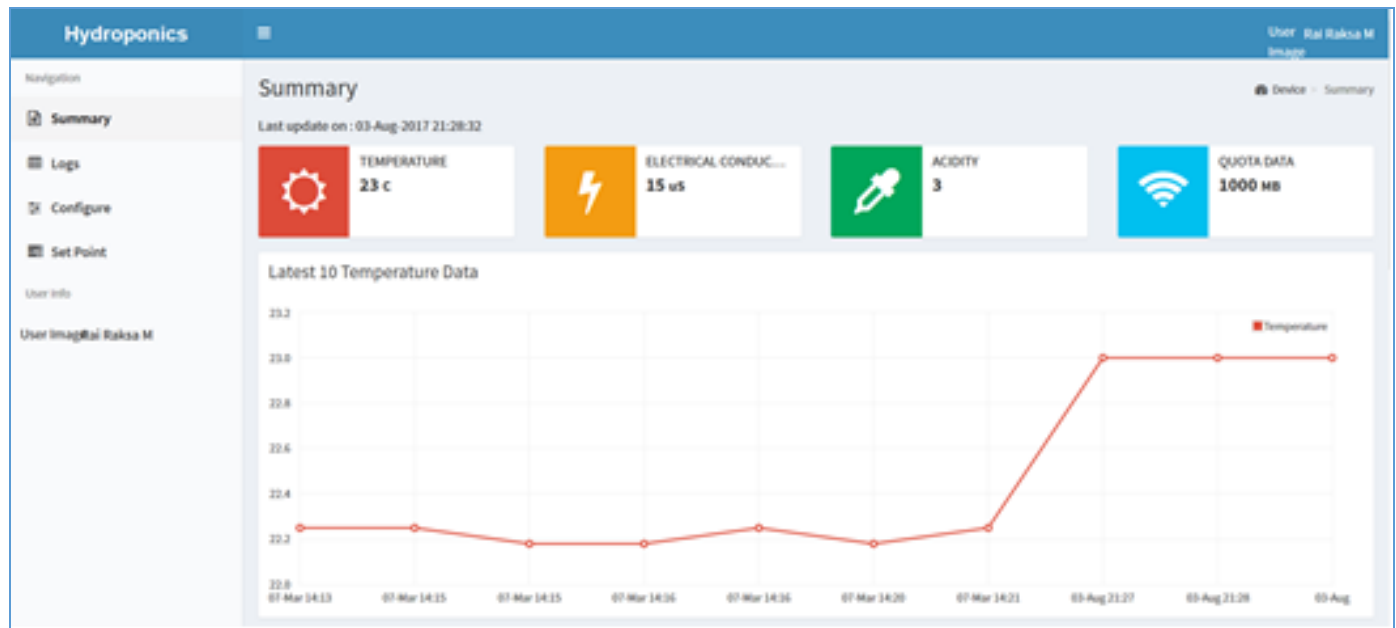 Hydroponics
User Rai Raksa M
Image
Navigation
Summary
Device > Summary
Summary
Last update on : 03-Aug-2017 21:28:32
Logs
Configure
Set Point
User Info
User Image Rai Raksa M
TEMPERATURE
23 C
ELECTRICAL CONDUC...
15 uS
ACIDITY
3
QUOTA DATA
1000 MB
Latest 10 Temperature Data
Temperature
23.2
23.0
22.8
22.6
22.4
22.2
22.0
07-Mar 14:13 07-Mar 14:15 07-Mar 14:15 07-Mar 14:16 07-Mar 14:16 07-Mar 14:20 07-Mar 14:21 03-Aug 21:27 03-Aug 21:28 03-Aug